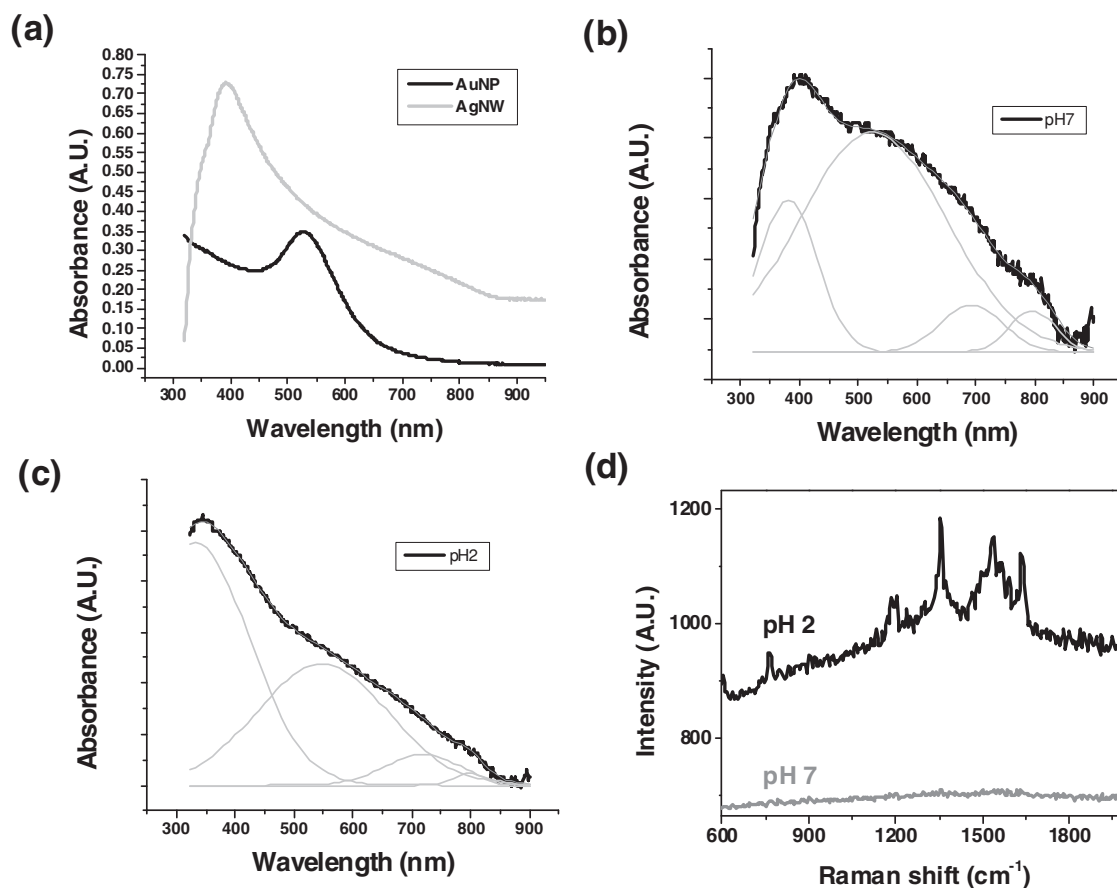 (a)
0.80
0.75
0.70
0.65
0.60
0.55
0.50
0.45
0.40
0.35
0.30
0.25
0.20
0.15
0.10
0.05
0.00
Absorbance (A.U.)
AuNP
AgNW
300 400 500 600 700 800 900
Wavelength (nm)
(b)
Absorbance (A.U.)
pH7
300 400 500 600 700 800 900
Wavelength (nm)
(c)
Absorbance (A.U.)
pH2
300 400 500 600 700 800 900
Wavelength (nm)
(d)
1200
1000
800
Intensity (A.U.)
pH 2
pH 7
600 900 1200 1500 1800
Raman shift (cm⁻¹)